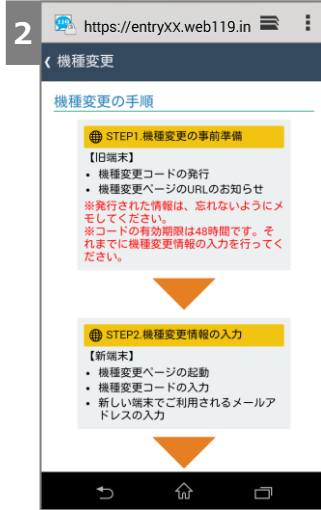 2
https://entryXX.web119.in
機種変更
機種変更の手順
STEP1.機種変更の事前準備
【旧端末】
・ 機種変更コードの発行
・ 機種変更ページのURLのお知らせ
※発行された情報は、忘れないようにメ
モしてください。
※コードの有効期限は48時間です。そ
れまでに機種変更情報の入力を行ってく
ださい。
STEP2.機種変更情報の入力
【新端末】
・ 機種変更ページの起動
・ 機種変更コードの入力
・ 新しい端末でご利用されるメールア
ドレスの入力